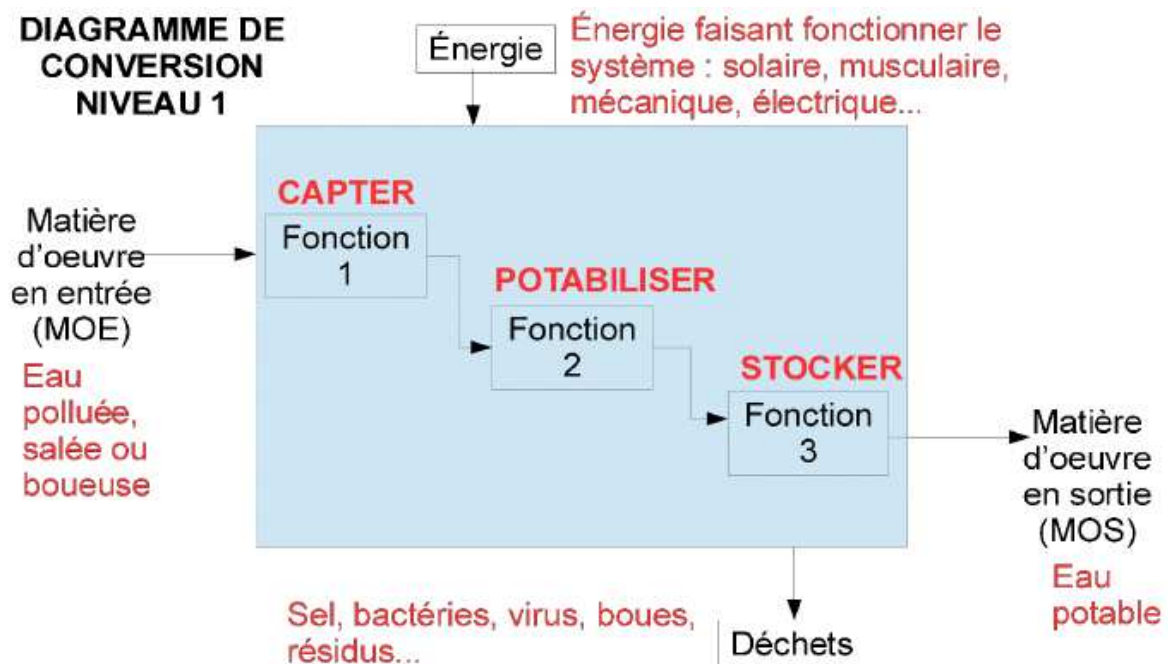 DIAGRAMME DE
CONVERSION
NIVEAU 1
Énergie
Énergie faisant fonctionner le
système : solaire, musculaire,
mécanique, électrique...
CAPTER
Fonction
1
Matière
d'oeuvre
en entrée
(MOE)
Eau
polluée,
salée ou
boueuse
POTABILISER
Fonction
2
STOCKER
Fonction
3
Matière
d'oeuvre
en sortie
(MOS)
Eau
potable
Sel, bactéries, virus, boues,
résidus...
Déchets